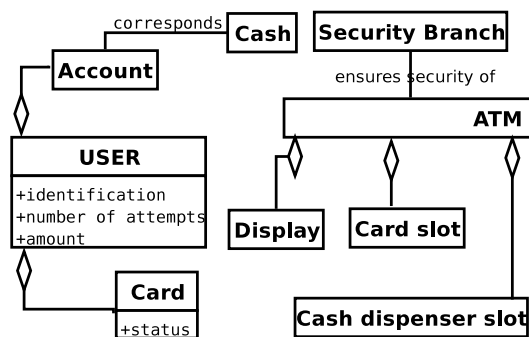 corresponds
Cash
Security Branch
Account
ensures security of
ATM
USER
+identification
+number of attempts
+amount
Display
Card slot
Card
+status
Cash dispenser slot